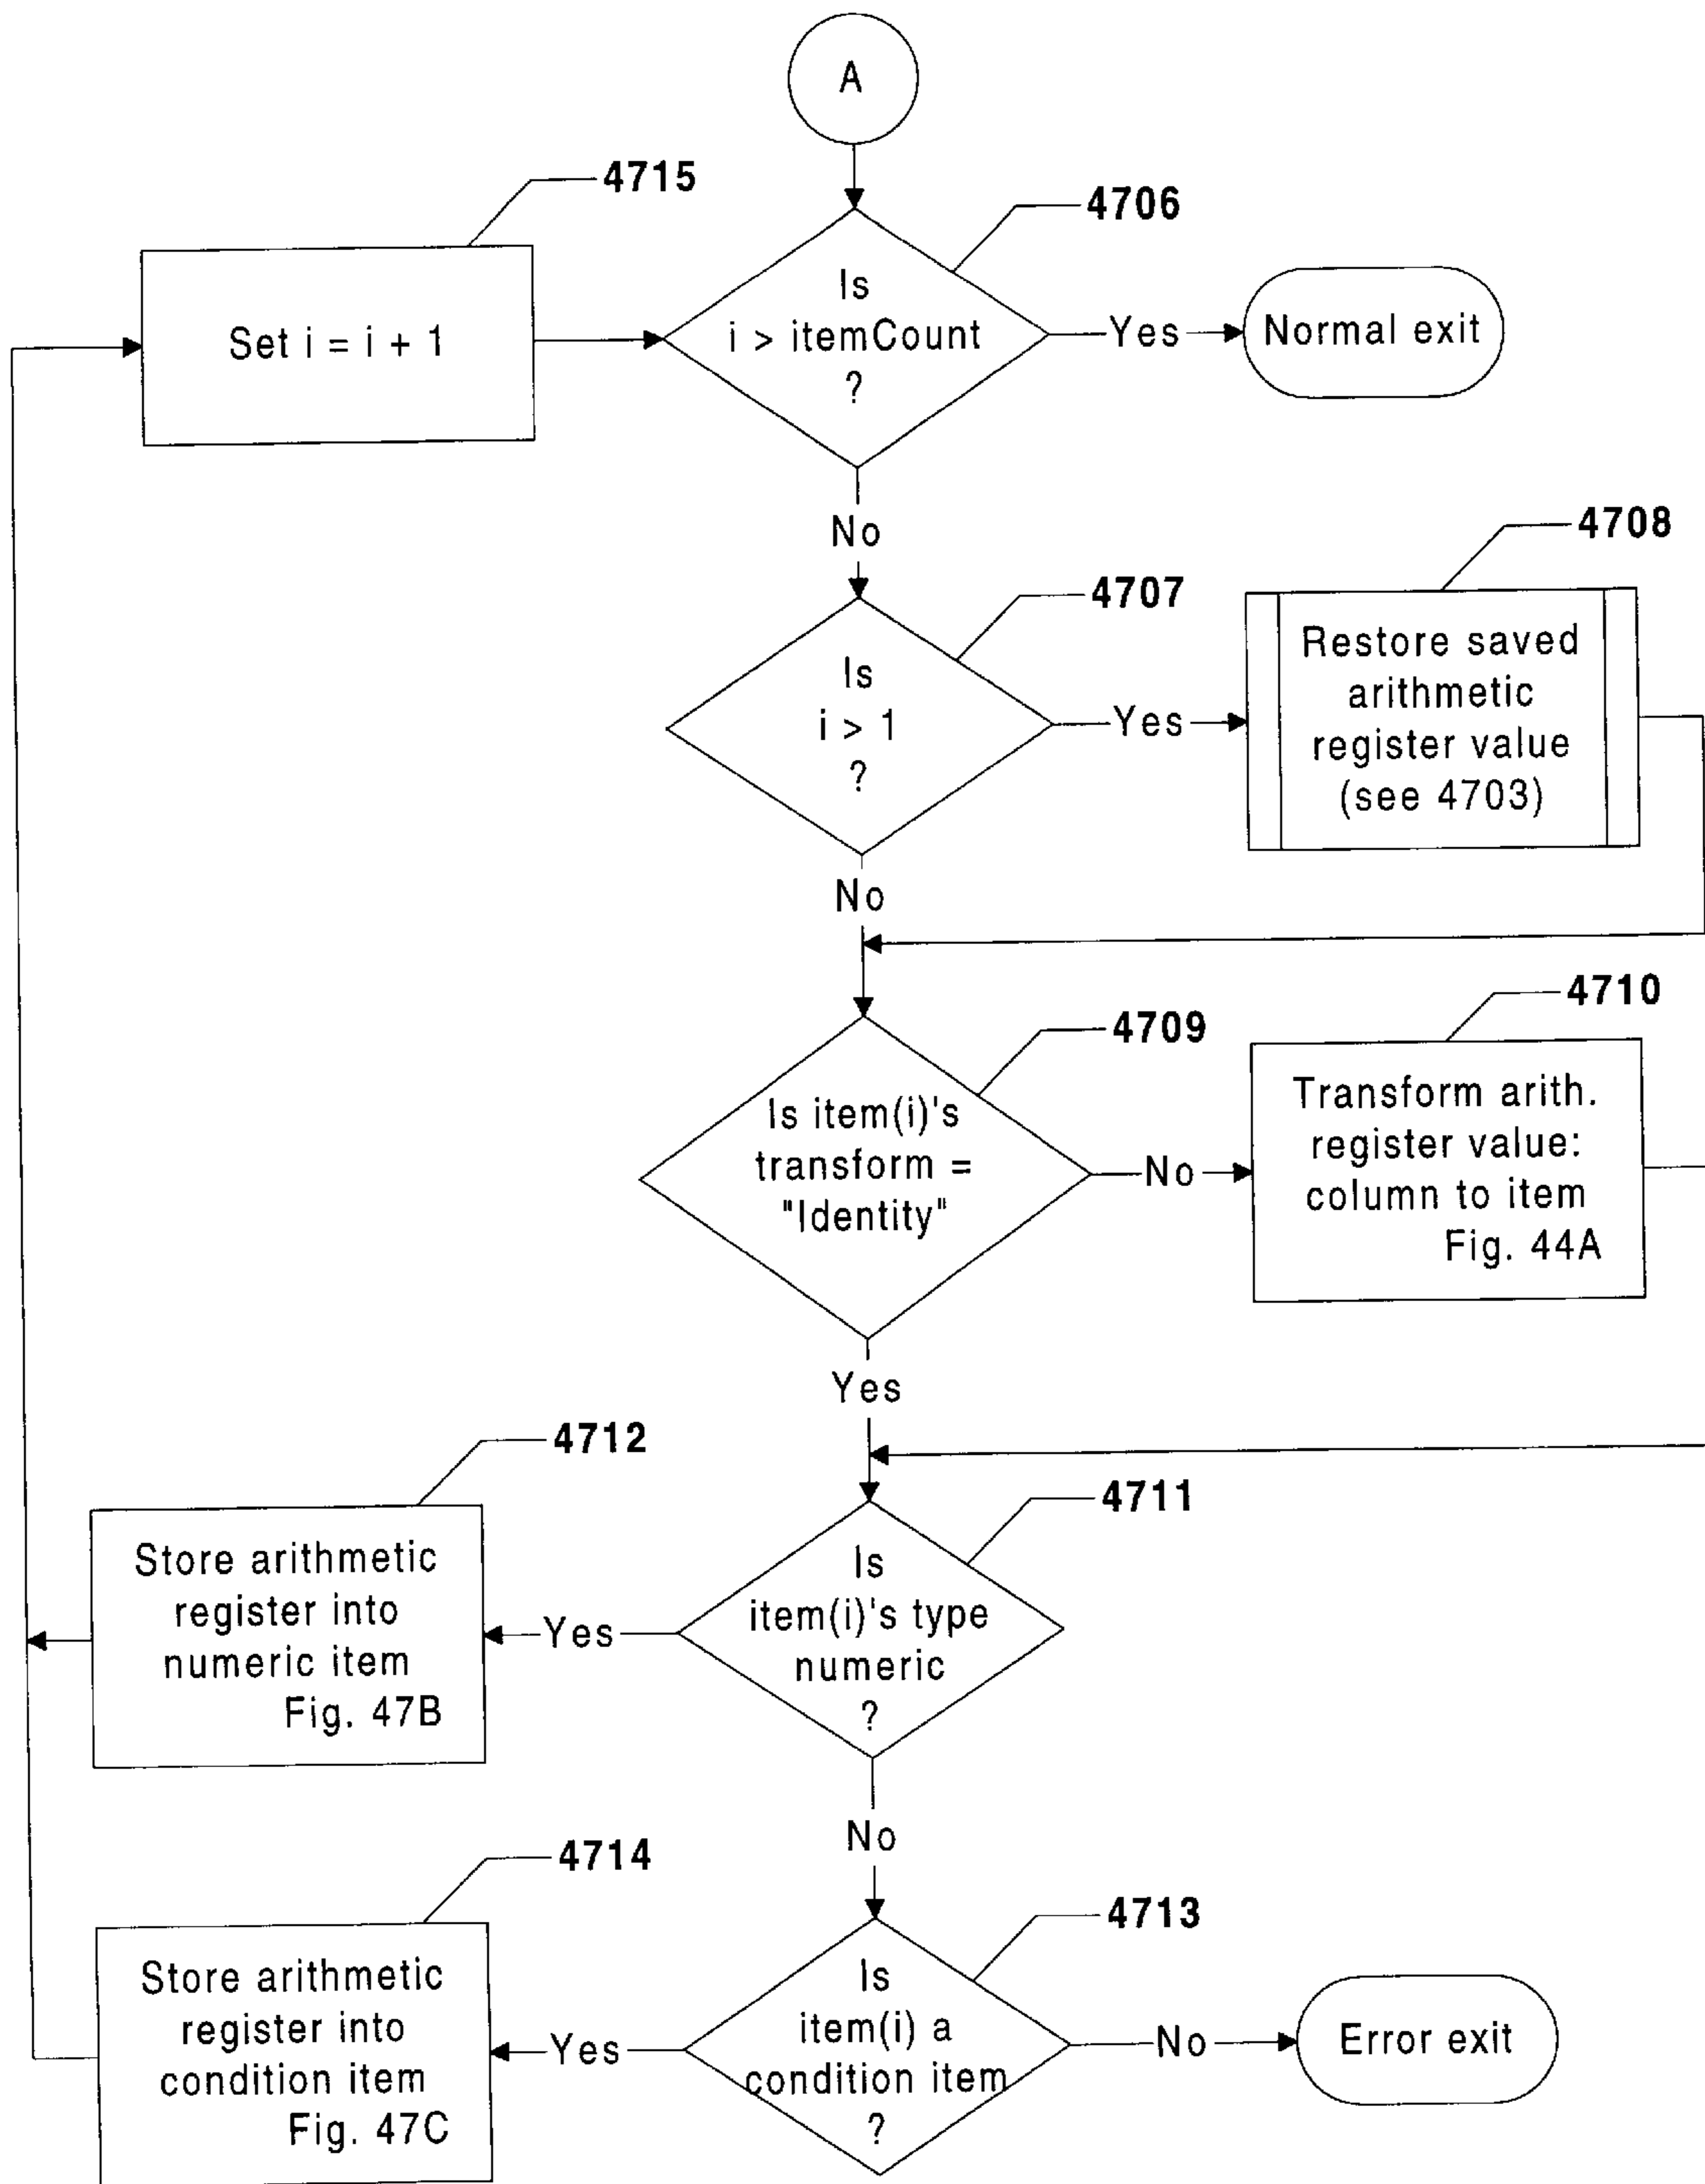 A
4715
4706
Set i = i + 1
Is
i > itemCount
?
Yes
Normal exit
No
4708
4707
Is
i > 1
?
Yes
Restore saved
arithmetic
register value
(see 4703)
No
4710
4709
Is item(i)'s
transform =
"Identity"
No
Transform arith.
register value:
column to item
Fig. 44A
Yes
4712
4711
Store arithmetic
register into
numeric item
Fig. 47B
Yes
Is
item(i)'s type
numeric
?
No
4714
4713
Store arithmetic
register into
condition item
Fig. 47C
Yes
Is
item(i) a
condition item
?
No
Error exit